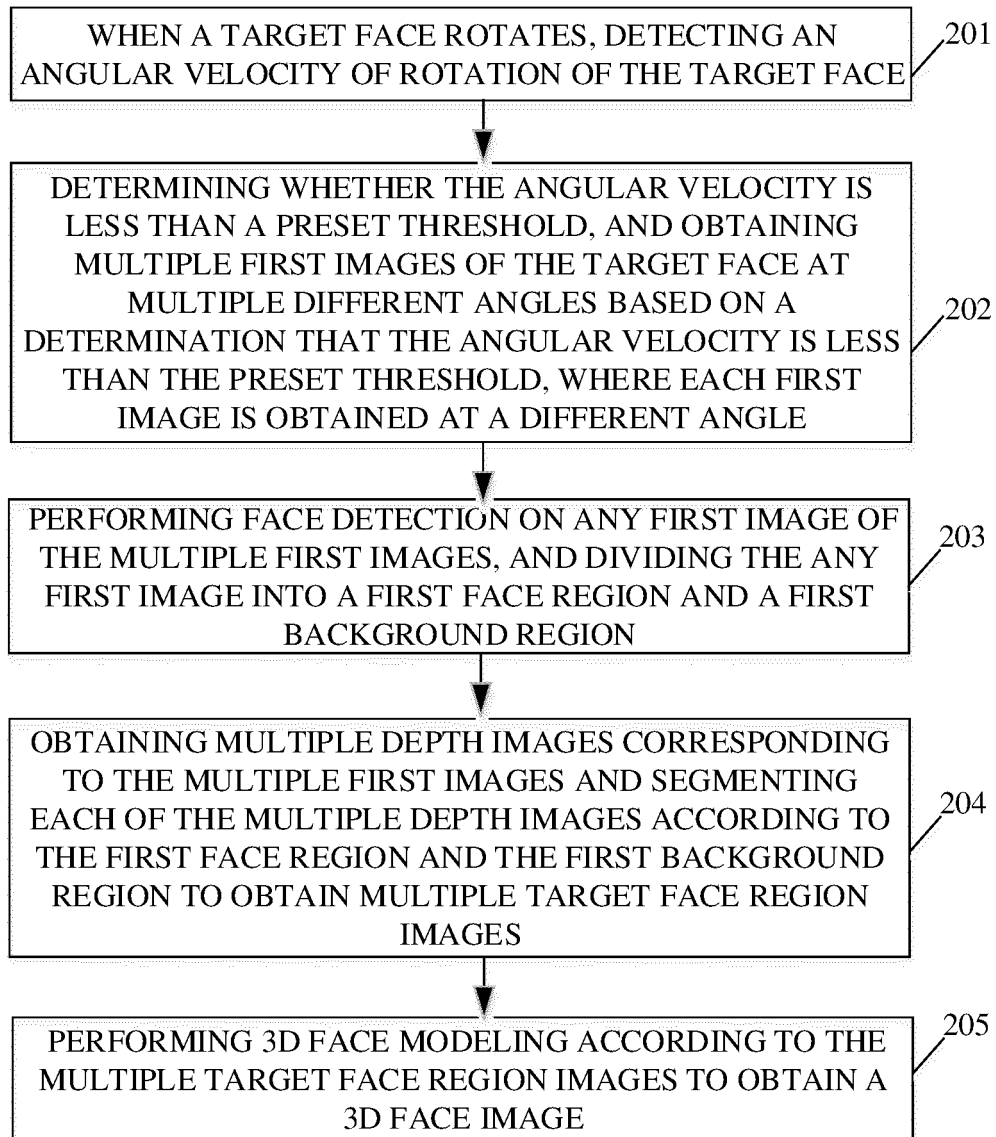 WHEN A TARGET FACE ROTATES, DETECTING AN
ANGULAR VELOCITY OF ROTATION OF THE TARGET FACE
201
DETERMINING WHETHER THE ANGULAR VELOCITY IS
LESS THAN A PRESET THRESHOLD, AND OBTAINING
MULTIPLE FIRST IMAGES OF THE TARGET FACE AT
MULTIPLE DIFFERENT ANGLES BASED ON A
DETERMINATION THAT THE ANGULAR VELOCITY IS LESS
THAN THE PRESET THRESHOLD, WHERE EACH FIRST
IMAGE IS OBTAINED AT A DIFFERENT ANGLE
202
PERFORMING FACE DETECTION ON ANY FIRST IMAGE OF
THE MULTIPLE FIRST IMAGES, AND DIVIDING THE ANY
FIRST IMAGE INTO A FIRST FACE REGION AND A FIRST
BACKGROUND REGION
203
OBTAINING MULTIPLE DEPTH IMAGES CORRESPONDING
TO THE MULTIPLE FIRST IMAGES AND SEGMENTING
EACH OF THE MULTIPLE DEPTH IMAGES ACCORDING TO
THE FIRST FACE REGION AND THE FIRST BACKGROUND
REGION TO OBTAIN MULTIPLE TARGET FACE REGION
IMAGES
204
PERFORMING 3D FACE MODELING ACCORDING TO THE
MULTIPLE TARGET FACE REGION IMAGES TO OBTAIN A
3D FACE IMAGE
205